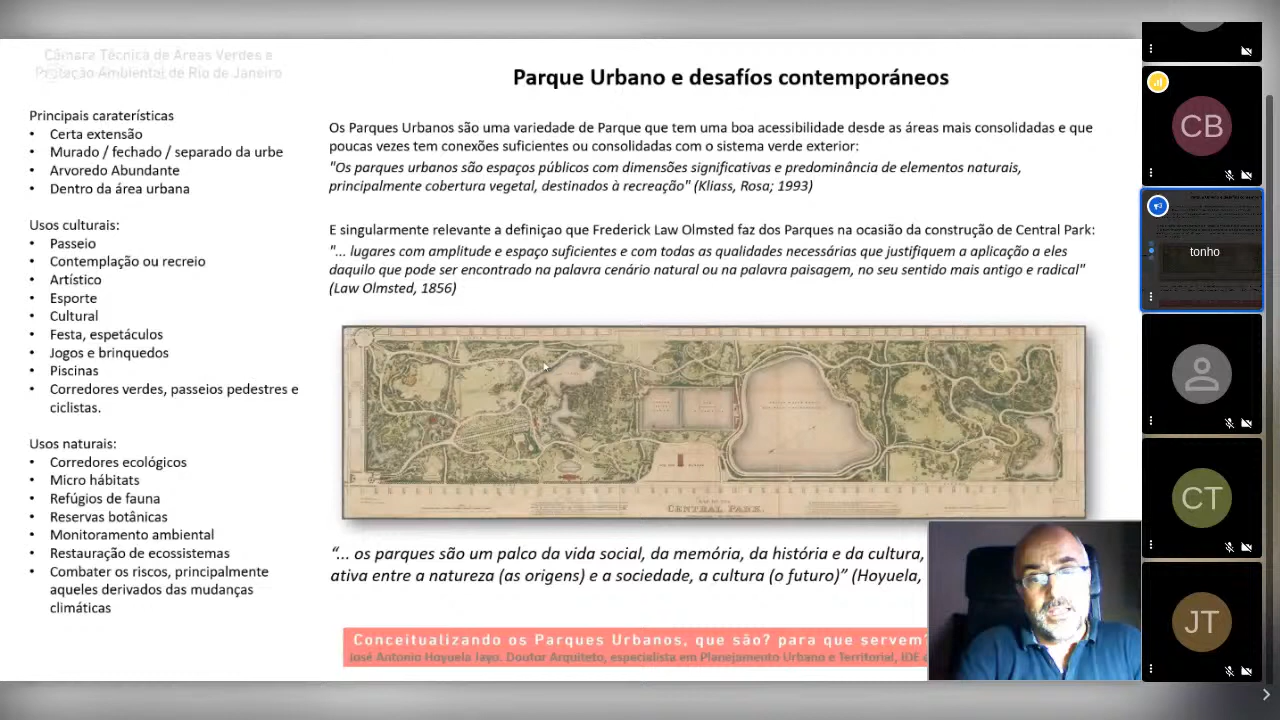 Câmara Técnica de Áreas Verdes e
Proteção Ambiental de Rio de Janeiro
Parque Urbano e desafíos contemporáneos
Principais caraterísticas
• Certa extensão
• Murado / fechado / separado da urbe
• Arvoredo Abundante
• Dentro da área urbana
Usos culturais:
• Passeio
• Contemplação ou recreio
• Artístico
• Esporte
• Cultural
• Festa, espetáculos
• Jogos e brinquedos
• Piscinas
• Corredores verdes, passeios pedestres e
ciclistas.
Usos naturais:
• Corredores ecológicos
• Micro hábitats
• Refúgios de fauna
• Reservas botânicas
• Monitoramento ambiental
• Restauração de ecossistemas
• Combater os riscos, principalmente
aqueles derivados das mudanças
climáticas
Os Parques Urbanos são uma variedade de Parque que tem uma boa acessibilidade desde as áreas mais consolidadas e que
poucas vezes tem conexões suficientes ou consolidadas com o sistema verde exterior:
"Os parques urbanos são espaços públicos com dimensões significativas e predominância de elementos naturais,
principalmente cobertura vegetal, destinados à recreação" (Kliass, Rosa; 1993)
E singularmente relevante a definiçao que Frederick Law Olmsted faz dos Parques na ocasião da construção de Central Park:
"... lugares com amplitude e espaço suficientes e com todas as qualidades necessárias que justifiquem a aplicação a eles
daquilo que pode ser encontrado na palavra cenário natural ou na palavra paisagem, no seu sentido mais antigo e radical"
(Law Olmsted, 1856)
CENTRAL PARK.
“... os parques são um palco da vida social, da memória, da história e da cultura,
ativa entre a natureza (as origens) e a sociedade, a cultura (o futuro)” (Hoyuela,
Conceitualizando os Parques Urbanos, que são? para que servem?
José Antonio Hoyuela Jayo. Doutor Arquiteto, especialista em Planejamento Urbano e Territorial, IDE
CB
tonho
CT
JT